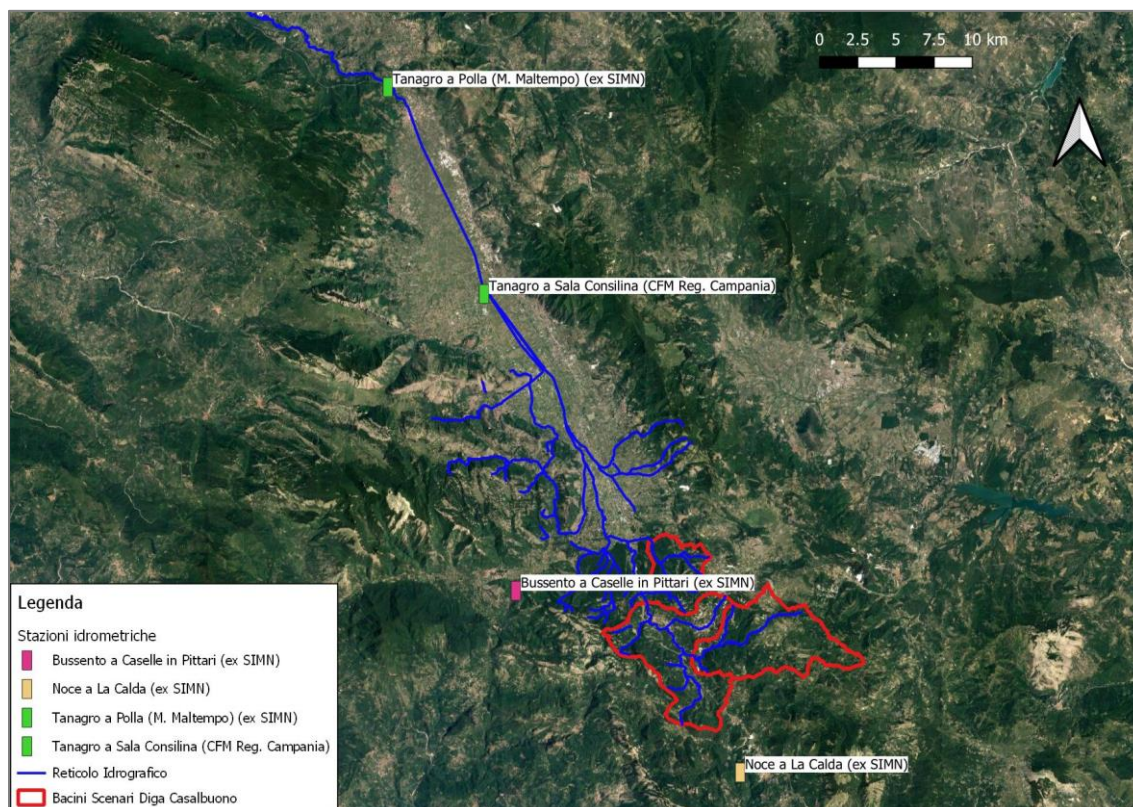 0 2.5 5 7.5 10 km
Tanagro a Polla (M. Maltempo) (ex SIMN)
Tanagro a Sala Consilina (CFM Reg. Campania)
Bussento a Caselle in Pittari (ex SIMN)
Noce a La Calda (ex SIMN)
Legenda
Stazioni idrometriche
Bussento a Caselle in Pittari (ex SIMN)
Noce a La Calda (ex SIMN)
Tanagro a Polla (M. Maltempo) (ex SIMN)
Tanagro a Sala Consilina (CFM Reg. Campania)
Reticolo Idrografico
Bacini Scenari Diga Casalbuono